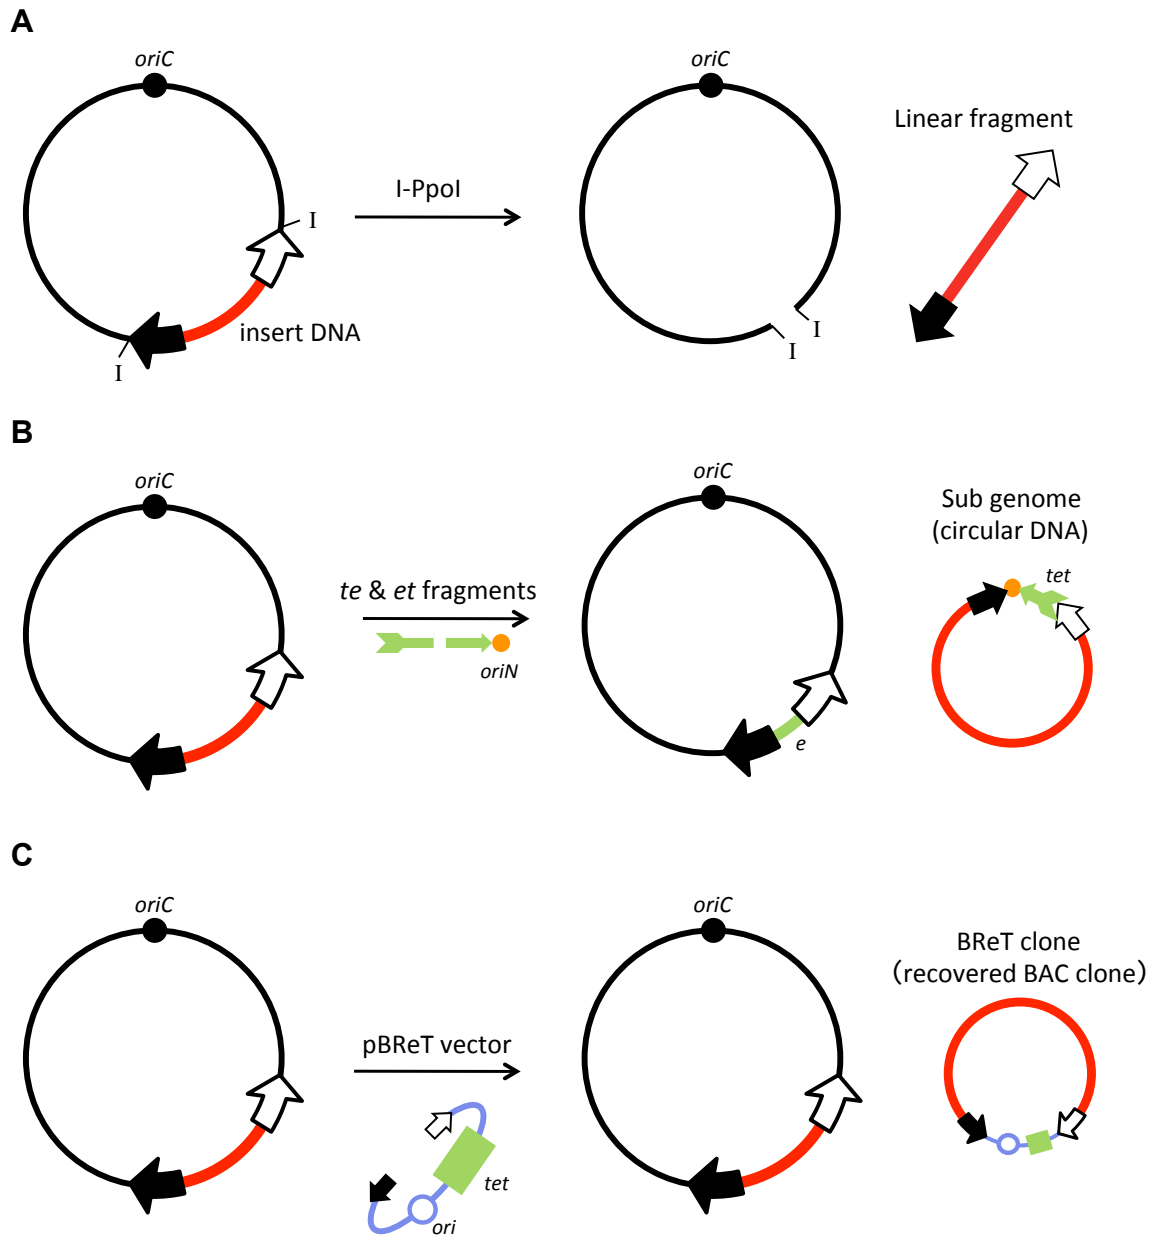 A
oriC
I
insert DNA
I
I-PpoI
oriC
I
I
Linear fragment
B
oriC
te & et fragments
oriN
oriC
e
Sub genome
(circular DNA)
tet
C
oriC
pBReT vector
tet
ori
oriC
BReT clone
（recovered BAC clone）